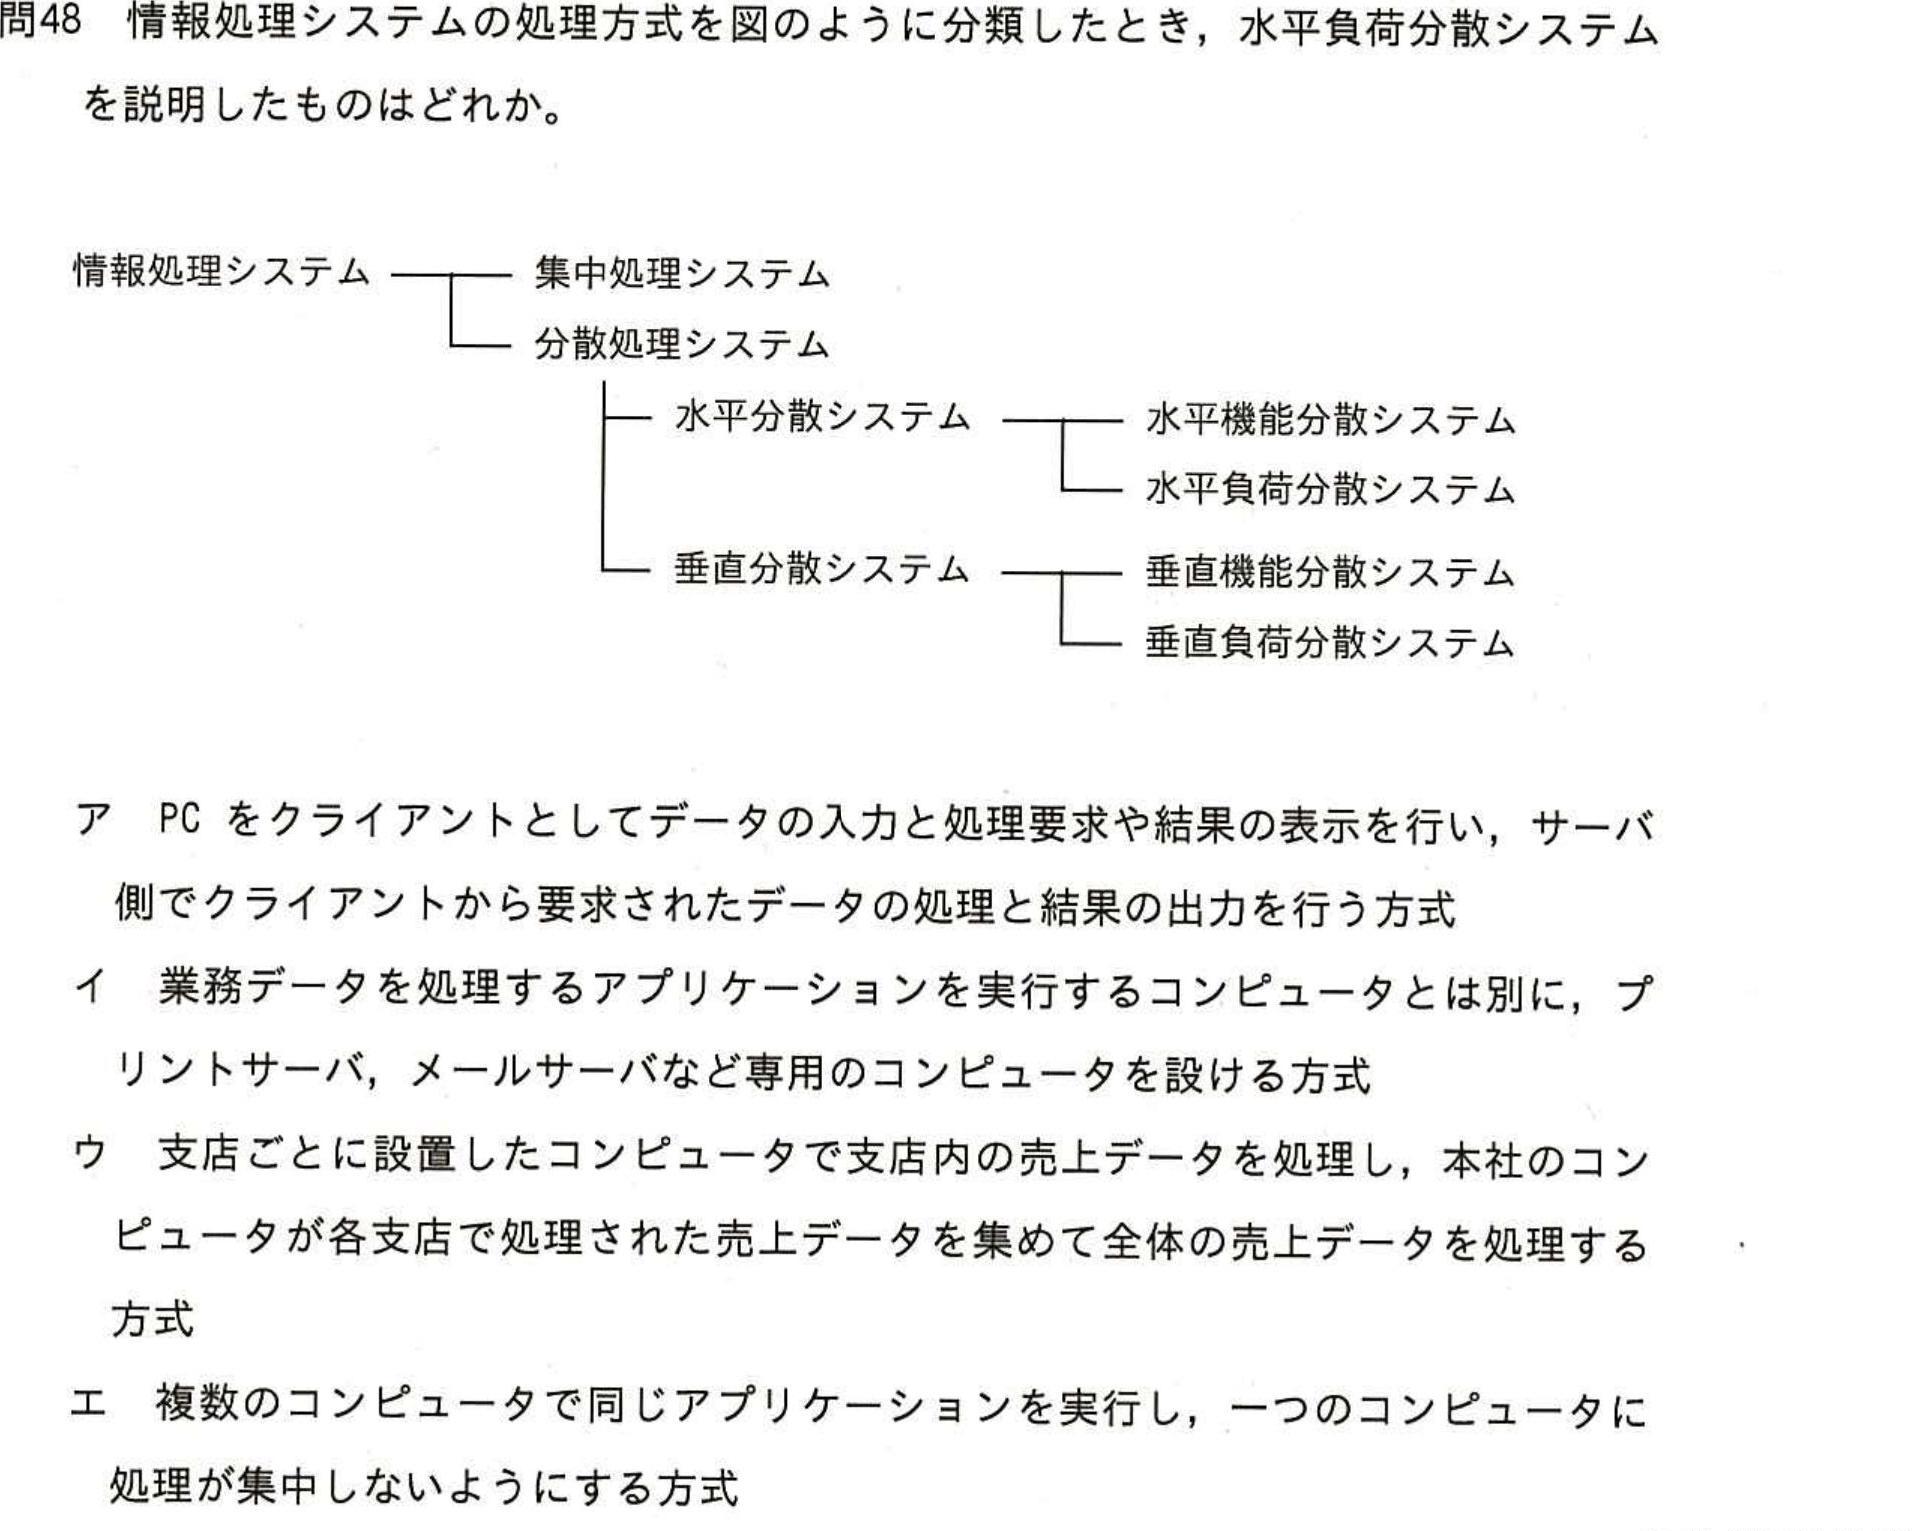 問48　情報処理システムの処理方式を図のように分類したとき，水平負荷分散システム
を説明したものはどれか。
情報処理システム
集中処理システム
分散処理システム
水平分散システム
水平機能分散システム
水平負荷分散システム
垂直分散システム
垂直機能分散システム
垂直負荷分散システム
ア　PC をクライアントとしてデータの入力と処理要求や結果の表示を行い，サーバ
側でクライアントから要求されたデータの処理と結果の出力を行う方式
イ　業務データを処理するアプリケーションを実行するコンピュータとは別に，プ
リントサーバ，メールサーバなど専用のコンピュータを設ける方式
ウ　支店ごとに設置したコンピュータで支店内の売上データを処理し，本社のコン
ピュータが各支店で処理された売上データを集めて全体の売上データを処理する
方式
エ　複数のコンピュータで同じアプリケーションを実行し，一つのコンピュータに
処理が集中しないようにする方式